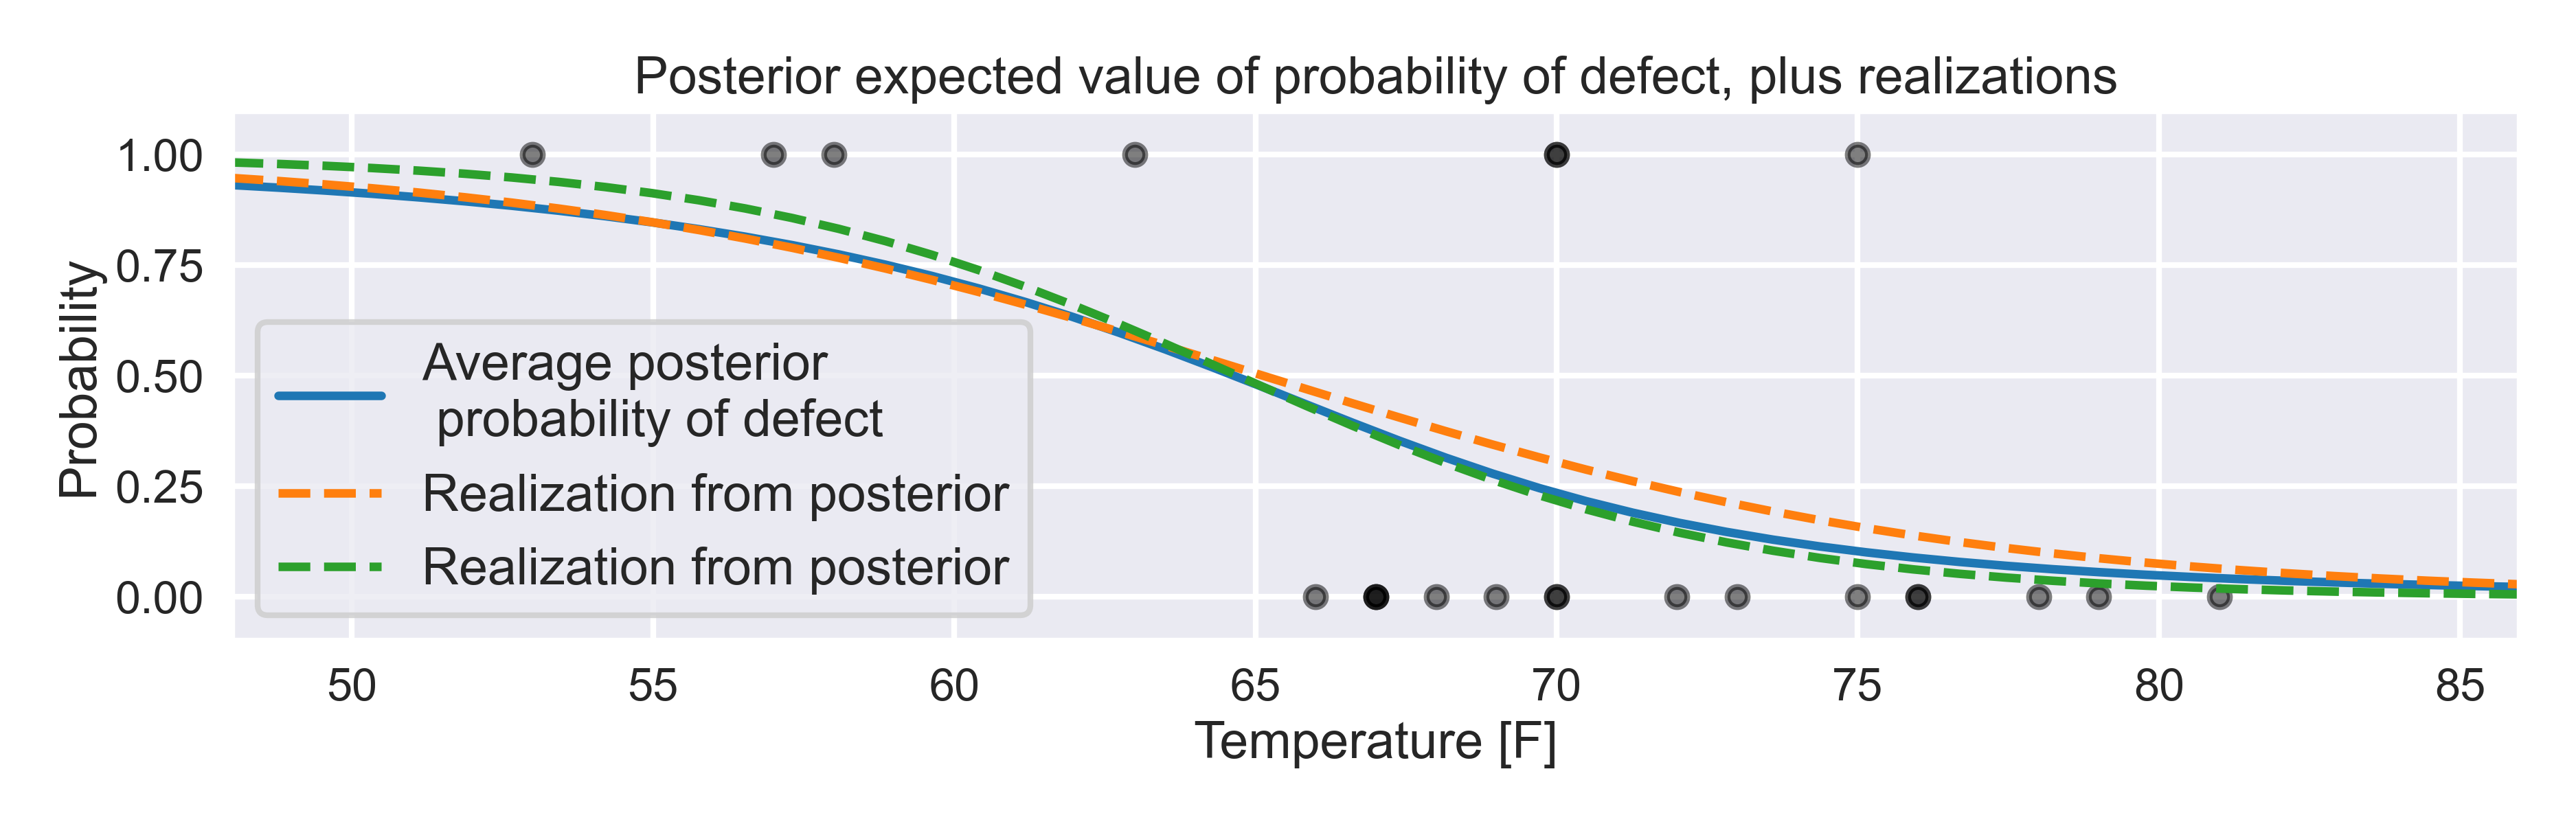 Posterior expected value of probability of defect, plus realizations
1.00
0.75
0.50
0.25
0.00
Probability
Average posterior
probability of defect
Realization from posterior
Realization from posterior
50 55 60 65 70 75 80 85
Temperature [F]